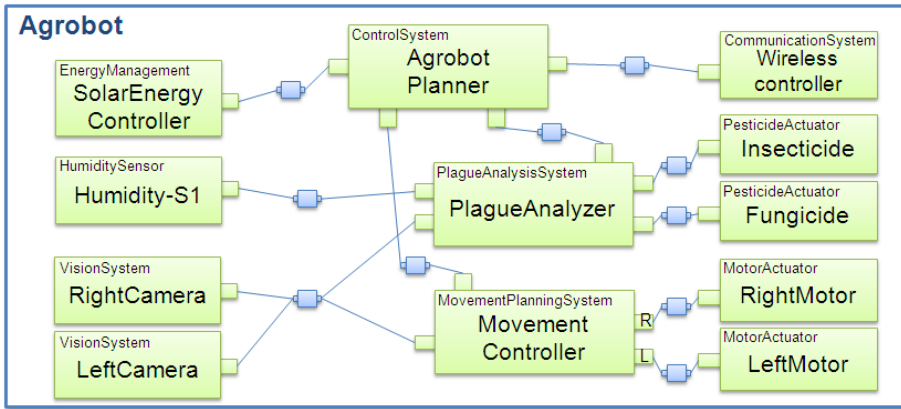 Agrobot
EnergyManagement
SolarEnergy
Controller
HumiditySensor
Humidity-S1
VisionSystem
RightCamera
VisionSystem
LeftCamera
ControlSystem
Agrobot
Planner
PlagueAnalysisSystem
PlagueAnalyzer
MovementPlanningSystem
Movement
Controller
R
L
CommunicationSystem
Wireless
controller
PesticideActuator
Insecticide
PesticideActuator
Fungicide
MotorActuator
RightMotor
MotorActuator
LeftMotor